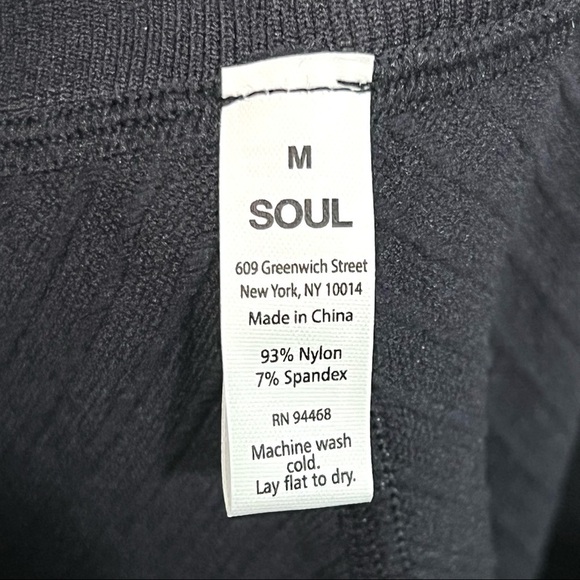 M
SOUL
609 Greenwich Street
New York, NY 10014
Made in China
93% Nylon
7% Spandex
RN 94468
Machine wash
cold.
Lay flat to dry.